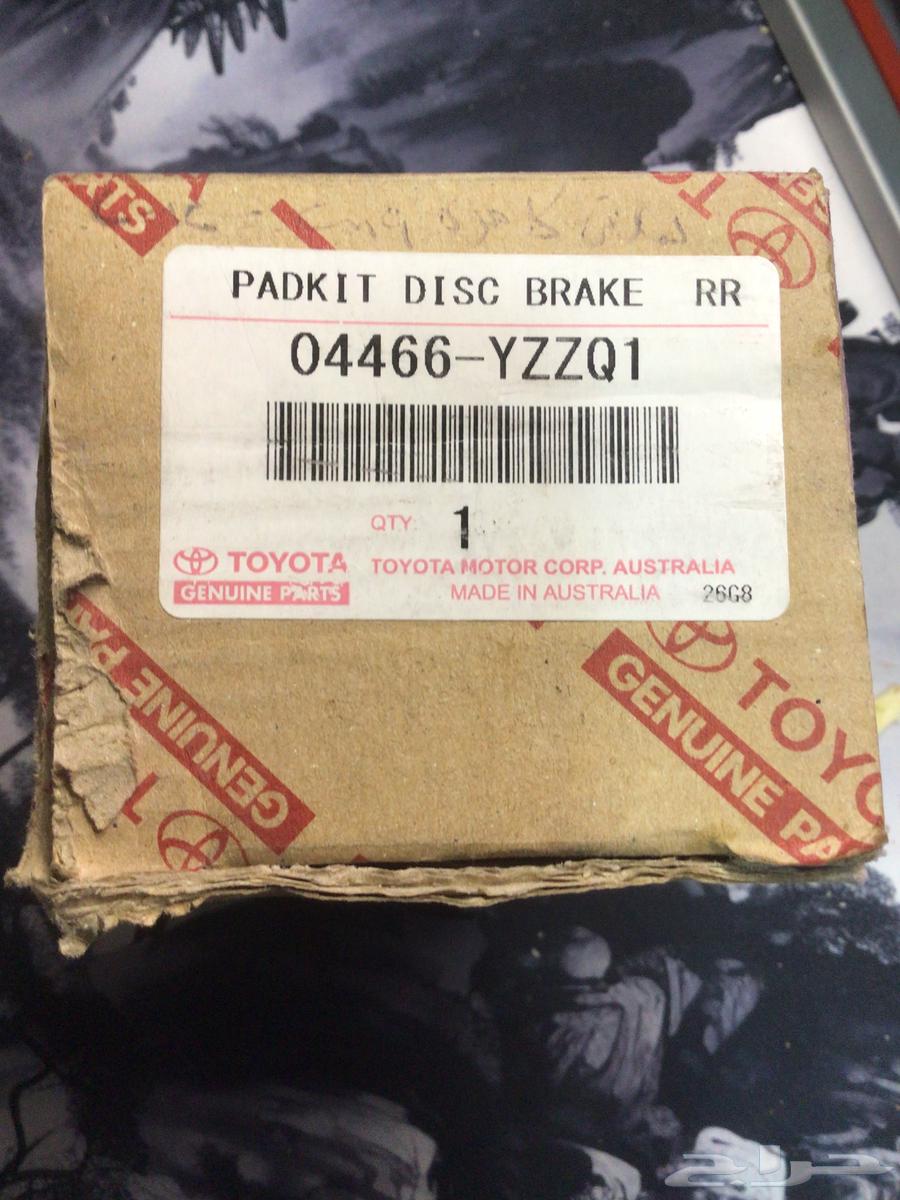 PADKIT DISC BRAKE RR
04466-YZZQ1
QTY: 1
TOYOTA
GENUINE PARTS
TOYOTA MOTOR CORP. AUSTRALIA
MADE IN AUSTRALIA
26G8
GENUINE PA
TOYO
GENUINE PA
حراج